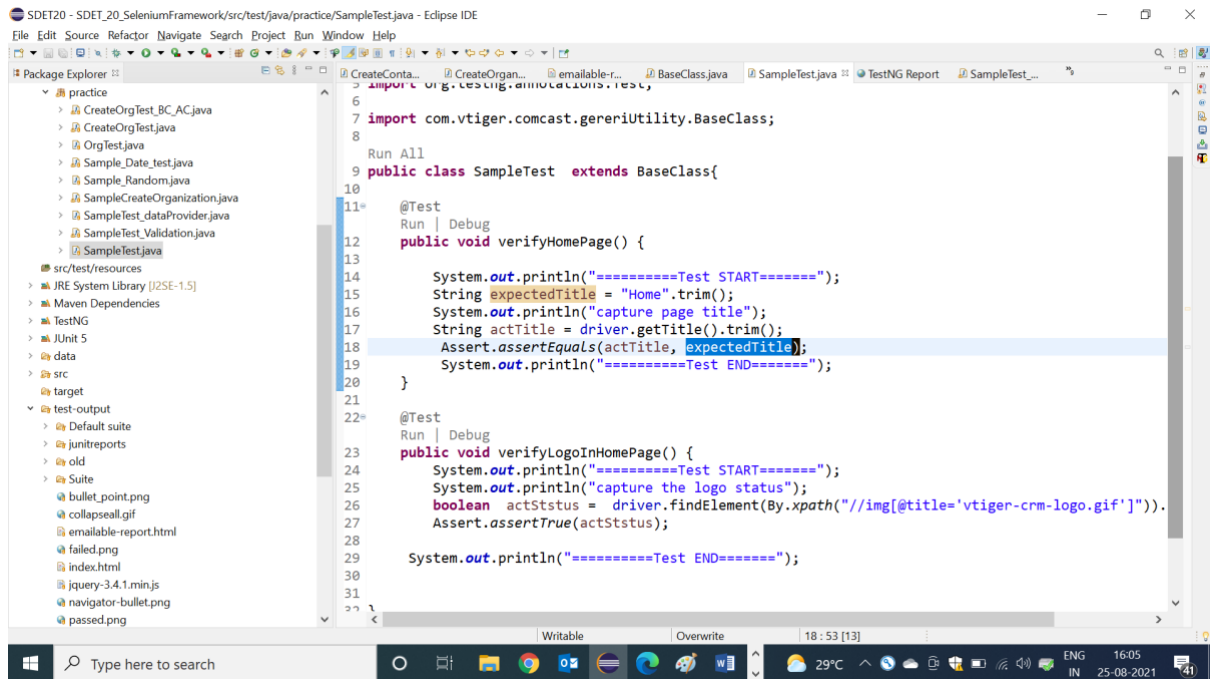 SDET20 - SDET_20_SeleniumFramework/src/test/java/practice/SampleTest.java - Eclipse IDE
File Edit Source Refactor Navigate Search Project Run Window Help
Package Explorer
CreateConta... CreateOrgan... emailable-r... BaseClass.java SampleTest.java TestNG Report SampleTest_... »5
practice
CreateOrgTest_BC_AC.java
CreateOrgTest.java
OrgTest.java
Sample_Date_test.java
Sample_Random.java
SampleCreateOrganization.java
SampleTest_dataProvider.java
SampleTest_Validation.java
SampleTest.java
src/test/resources
JRE System Library [J2SE-1.5]
Maven Dependencies
TestNG
JUnit 5
data
src
target
test-output
Default suite
junitreports
old
Suite
bullet_point.png
collapseall.gif
emailable-report.html
failed.png
index.html
jquery-3.4.1.min.js
navigator-bullet.png
passed.png
5 import org.testng.annotations.Test;
6
7 import com.vtiger.comcast.gereriUtility.BaseClass;
8
Run All
9 public class SampleTest  extends BaseClass{
10
11 @Test
Run | Debug
12 public void verifyHomePage() {
13
14 System.out.println("==========Test START=======");
15 String expectedTitle = "Home".trim();
16 System.out.println("capture page title");
17 String actTitle = driver.getTitle().trim();
18 Assert.assertEquals(actTitle, expectedTitle);
19 System.out.println("==========Test END=======");
20 }
21
22 @Test
Run | Debug
23 public void verifyLogoInHomePage() {
24 System.out.println("==========Test START=======");
25 System.out.println("capture the logo status");
26 boolean  actStstus =  driver.findElement(By.xpath("//img[@title='vtiger-crm-logo.gif']")).
27 Assert.assertTrue(actStstus);
28
29 System.out.println("==========Test END=======");
30
31
32 }
Writable Overwrite 18 : 53 [13]
Type here to search
29°C ENG IN 16:05 25-08-2021 41